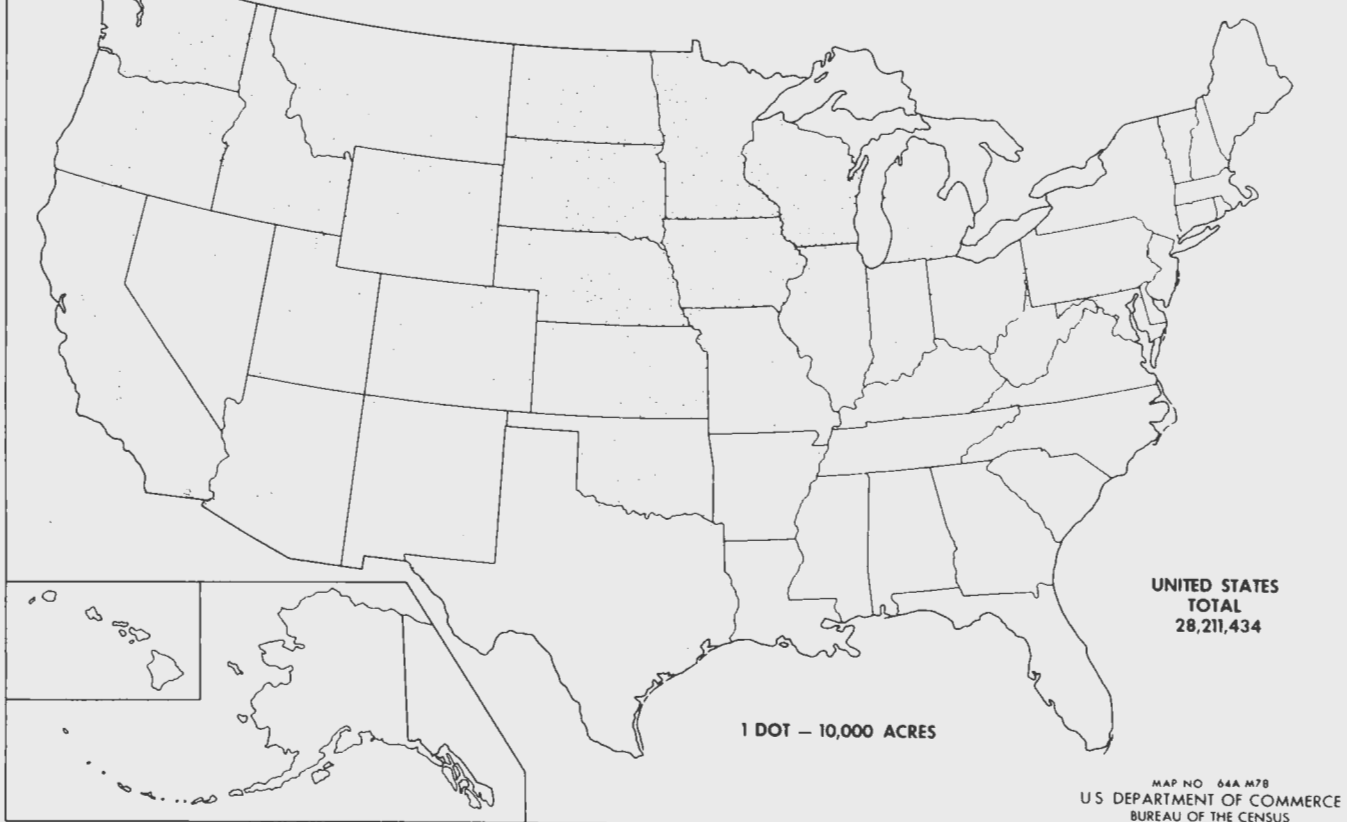 UNITED STATES
TOTAL
28,211,434
1 DOT — 10,000 ACRES
MAP NO 64A M78
U S DEPARTMENT OF COMMERCE
BUREAU OF THE CENSUS